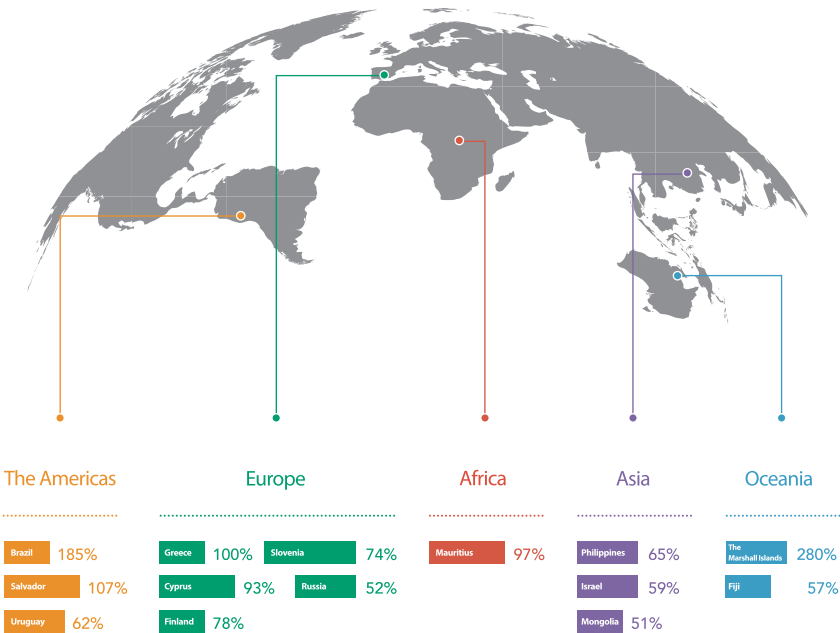 The Americas
Brazil 185%
Salvador 107%
Uruguay 62%
Europe
Greece 100% Slovenia 74%
Cyprus 93% Russia 52%
Finland 78%
Africa
Mauritius 97%
Asia
Philippines 65%
Israel 59%
Mongolia 51%
Oceania
The
Marshall Islands 280%
Fiji 57%